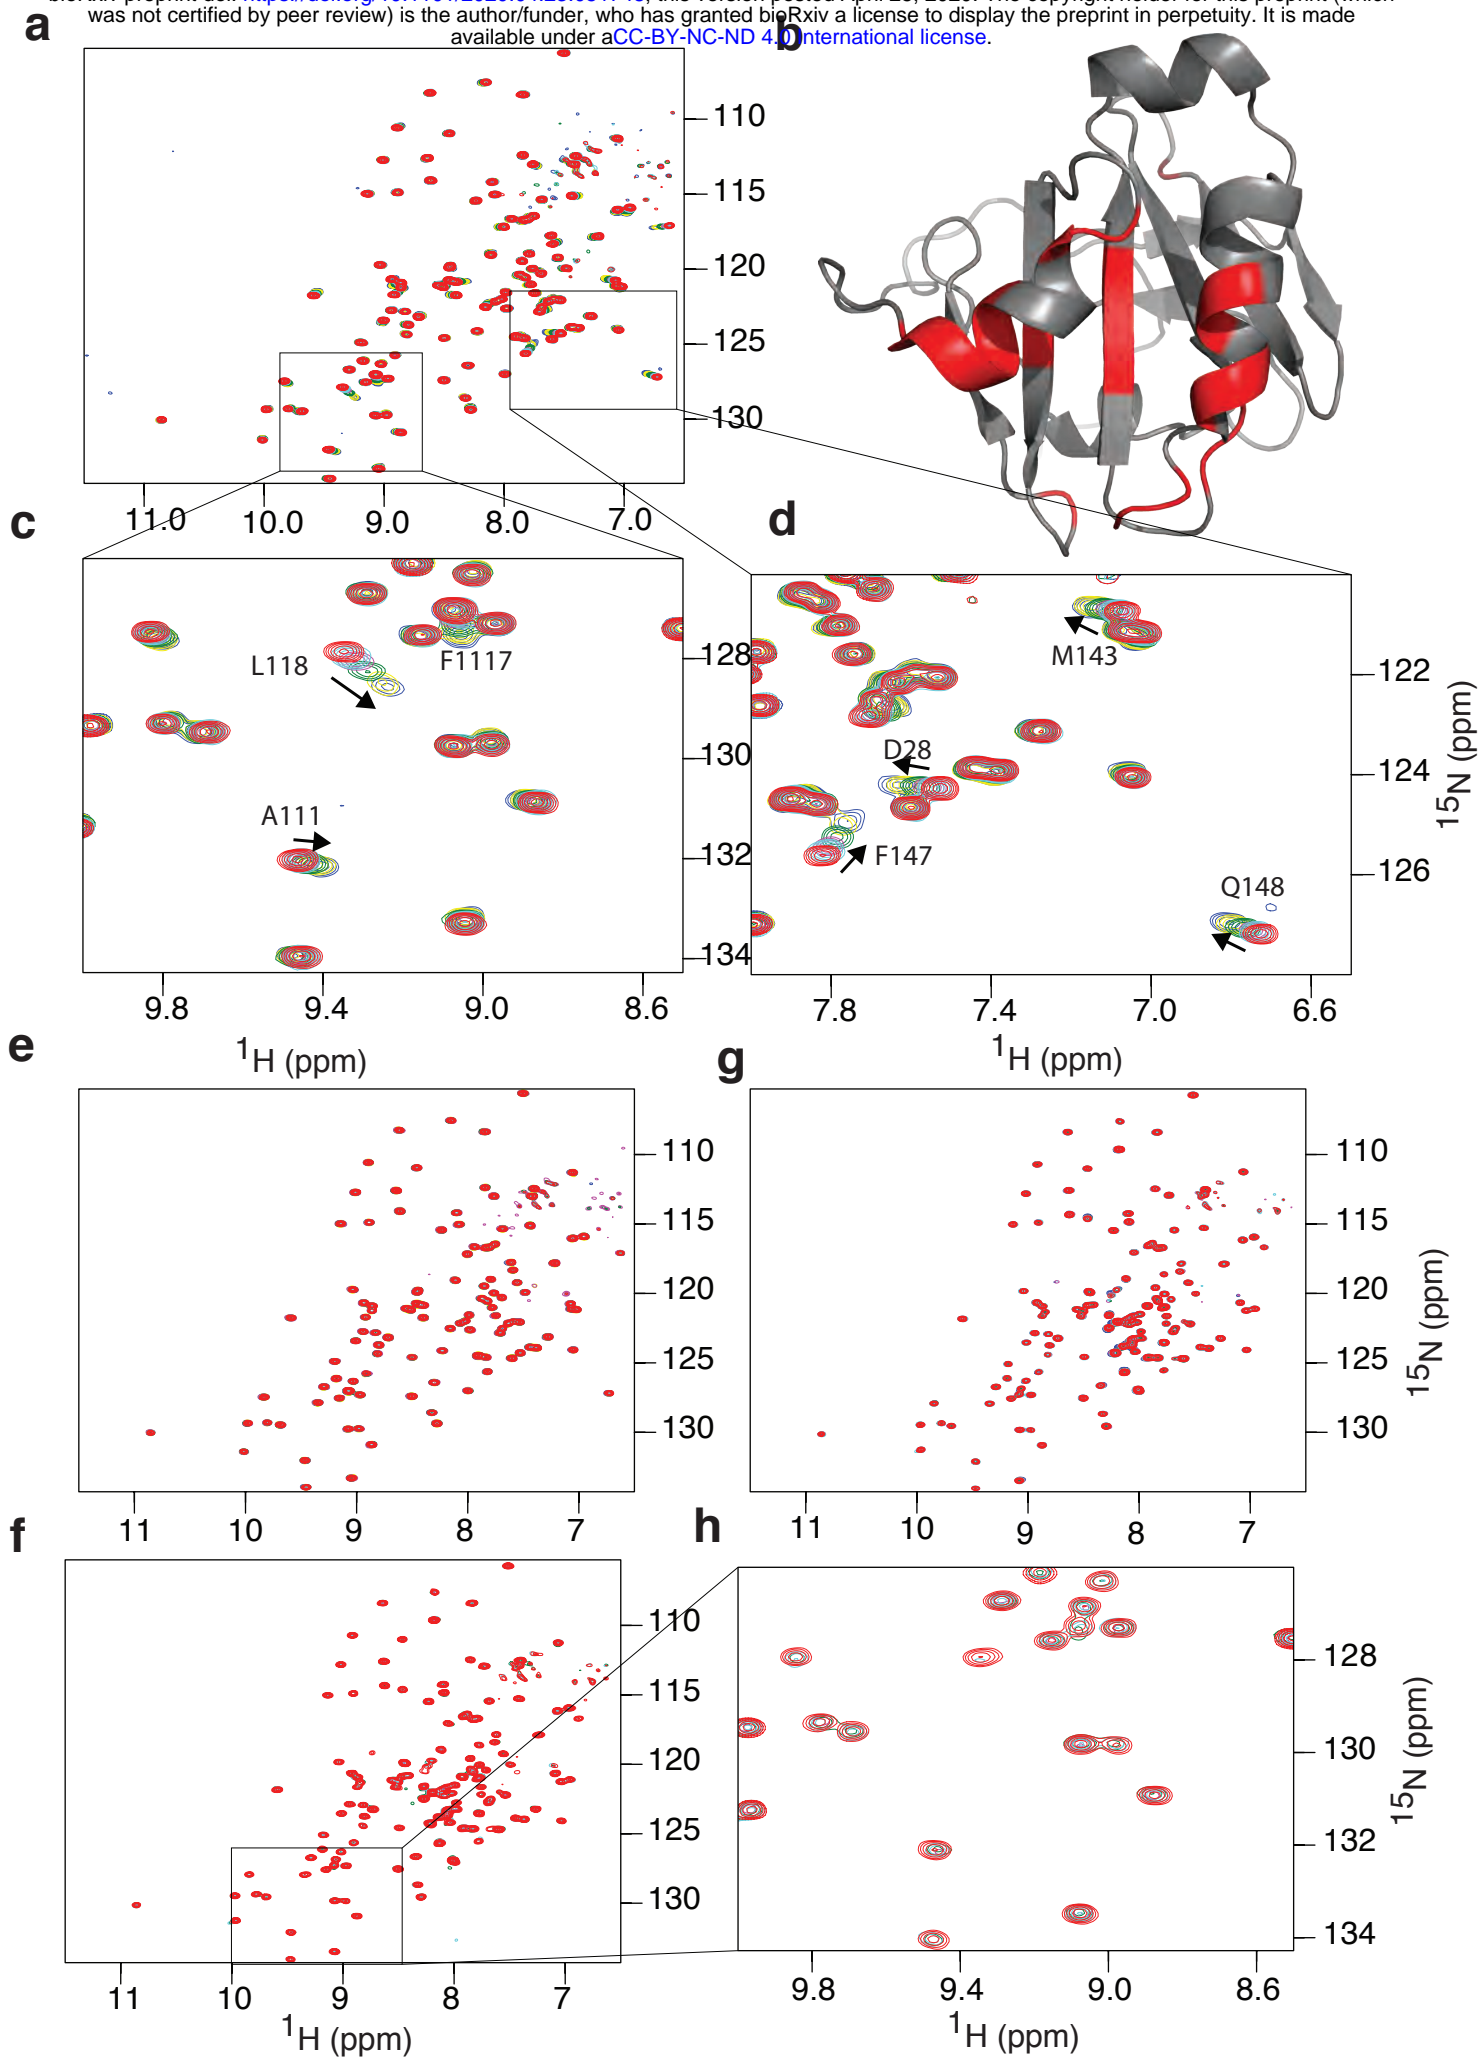 was not certified by peer review) is the author/funder, who has granted bioRxiv a license to display the preprint in perpetuity. It is made
available under aCC-BY-NC-ND 4.0 International license.
a
b
110
115
120
125
130
11.0
10.0
9.0
8.0
7.0
c
d
L118
F1117
A111
128
130
132
134
9.8
9.4
9.0
8.6
1H (ppm)
M143
D28
F147
Q148
122
124
126
15N (ppm)
7.8
7.4
7.0
6.6
1H (ppm)
e
g
110
115
120
125
130
11
10
9
8
7
110
115
120
125
130
15N (ppm)
11
10
9
8
7
f
h
110
115
120
125
130
11
10
9
8
7
1H (ppm)
128
130
132
134
15N (ppm)
9.8
9.4
9.0
8.6
1H (ppm)